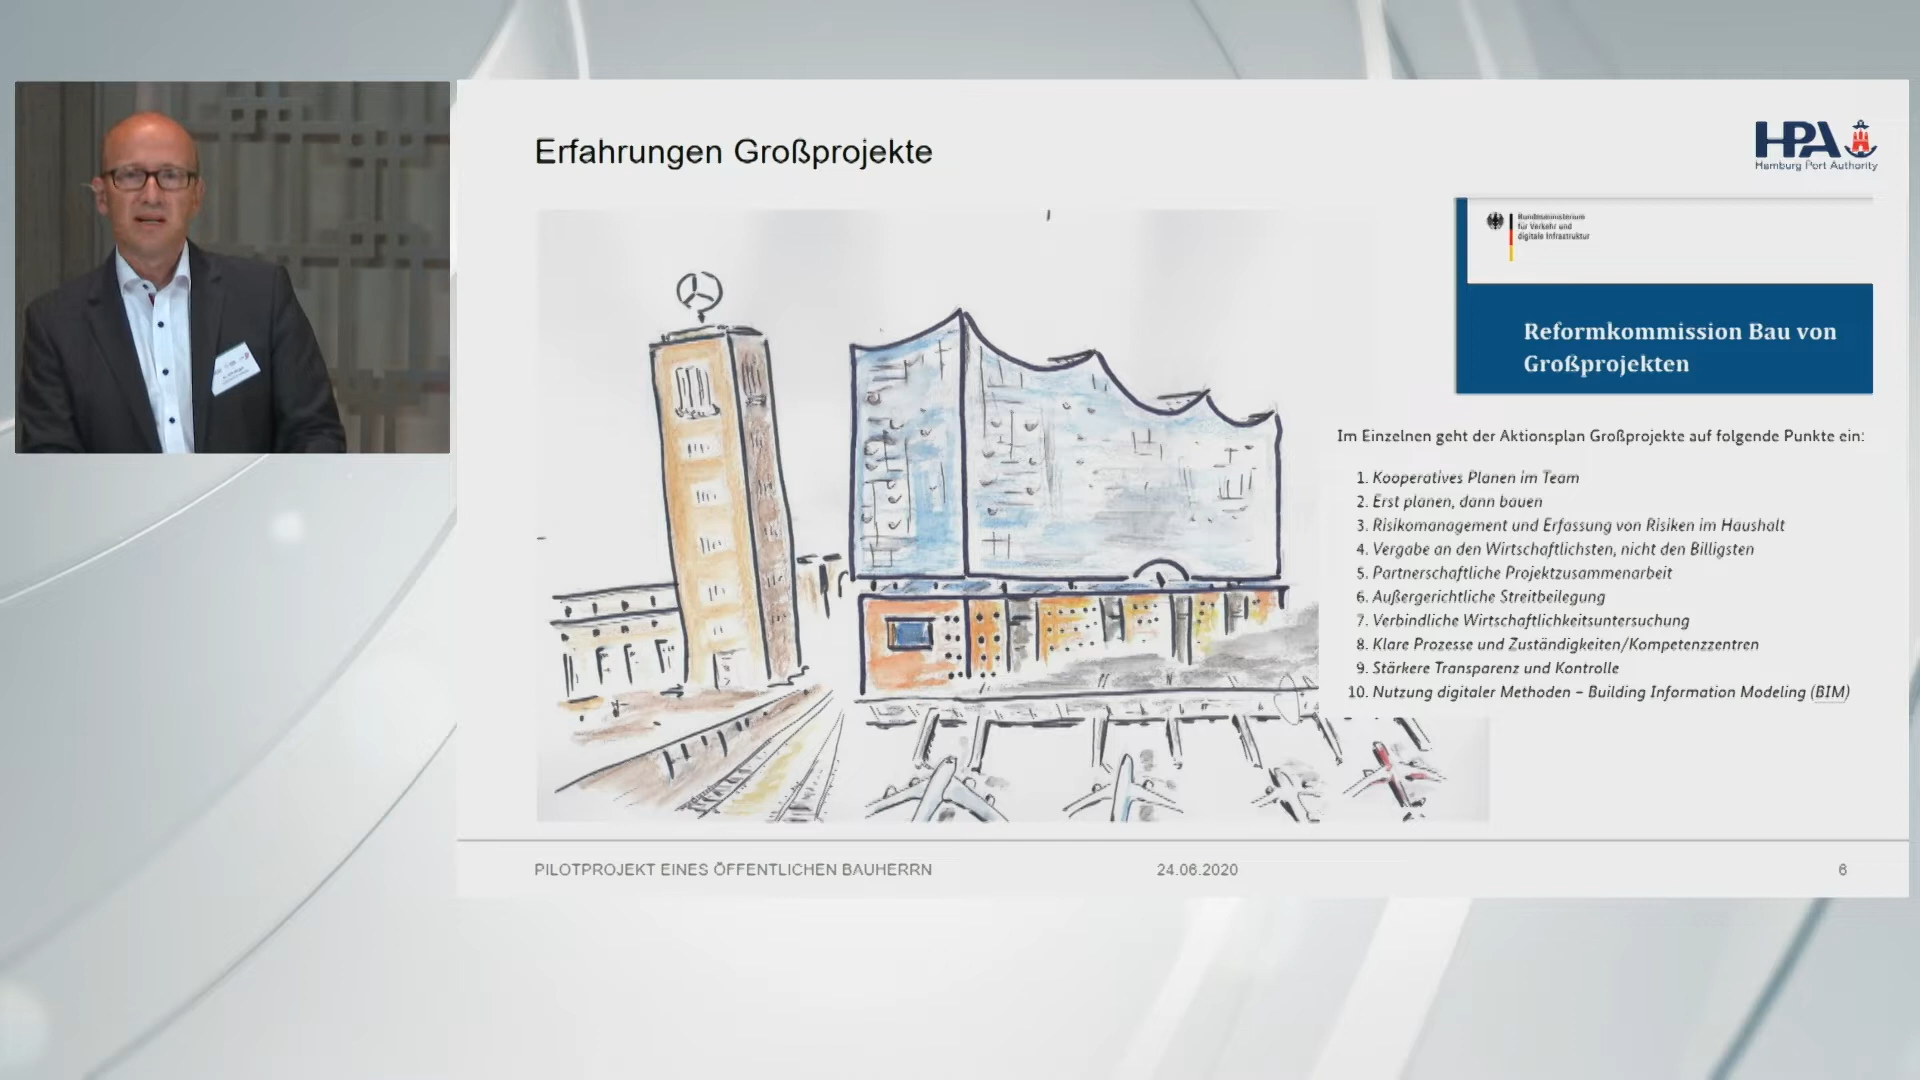 Erfahrungen Großprojekte
HPA
Hamburg Port Authority
Bundesministerium
für Verkehr und
digitale Infrastruktur
Reformkommission Bau von
Großprojekten
Im Einzelnen geht der Aktionsplan Großprojekte auf folgende Punkte ein:
1. Kooperatives Planen im Team
2. Erst planen, dann bauen
3. Risikomanagement und Erfassung von Risiken im Haushalt
4. Vergabe an den Wirtschaftlichsten, nicht den Billigsten
5. Partnerschaftliche Projektzusammenarbeit
6. Außergerichtliche Streitbeilegung
7. Verbindliche Wirtschaftlichkeitsuntersuchung
8. Klare Prozesse und Zuständigkeiten/Kompetenzzentren
9. Stärkere Transparenz und Kontrolle
10. Nutzung digitaler Methoden – Building Information Modeling (BIM)
PILOTPROJEKT EINES ÖFFENTLICHEN BAUHERRN
24.06.2020
6